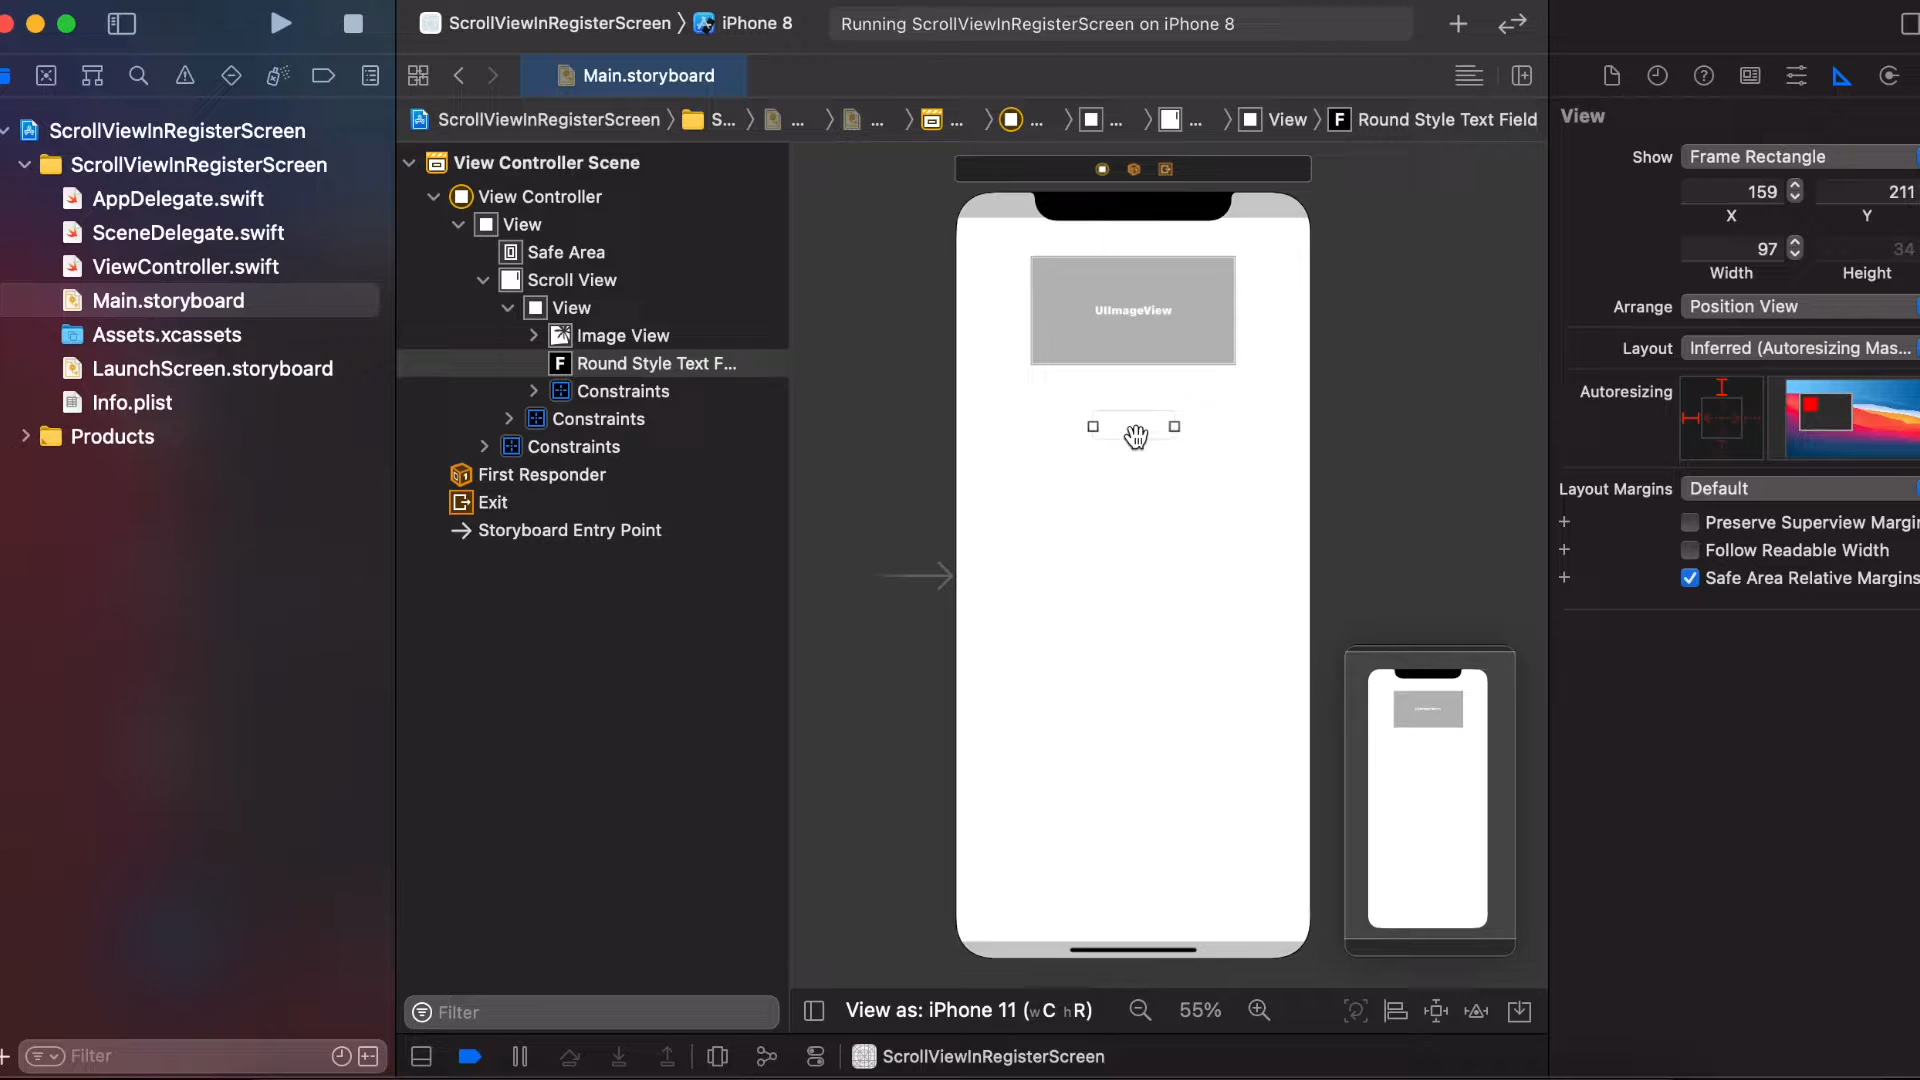 ScrollViewInRegisterScreen
iPhone 8
Running ScrollViewInRegisterScreen on iPhone 8
Main.storyboard
ScrollViewInRegisterScreen
S...
...
...
...
...
...
...
View
F
Round Style Text Field
ScrollViewInRegisterScreen
ScrollViewInRegisterScreen
AppDelegate.swift
SceneDelegate.swift
ViewController.swift
Main.storyboard
Assets.xcassets
LaunchScreen.storyboard
Info.plist
Products
Filter
View Controller Scene
View Controller
View
Safe Area
Scroll View
View
Image View
F
Round Style Text F...
Constraints
Constraints
Constraints
First Responder
Exit
Storyboard Entry Point
Filter
UIImageView
View as: iPhone 11 (wC hR)
55%
ScrollViewInRegisterScreen
View
Show
Frame Rectangle
159
211
X
Y
97
34
Width
Height
Arrange
Position View
Layout
Inferred (Autoresizing Mas...
Autoresizing
Layout Margins
Default
Preserve Superview Margin
Follow Readable Width
Safe Area Relative Margins